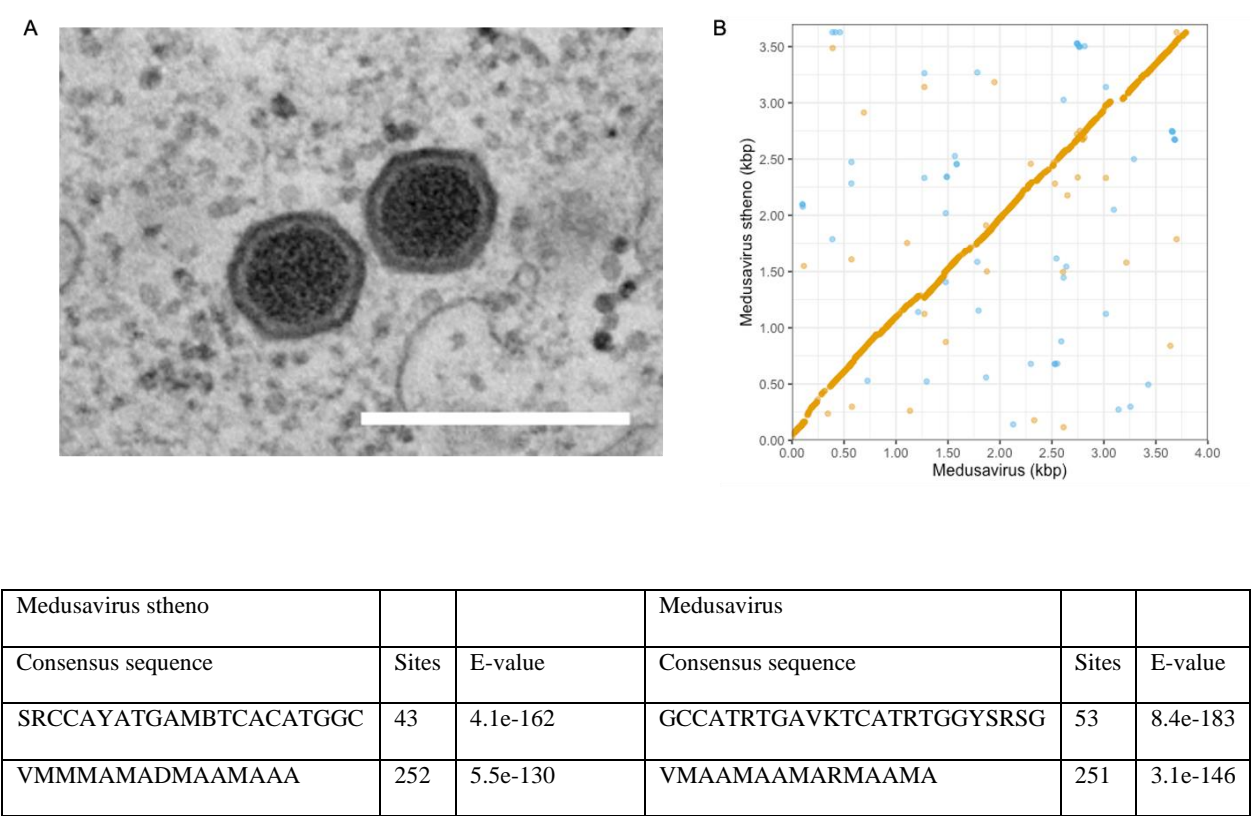 A
B
3.50
3.00
2.50
2.00
1.50
1.00
0.50
0.00
Medusavirus stheno (kbp)
0.00 0.50 1.00 1.50 2.00 2.50 3.00 3.50 4.00
Medusavirus (kbp)
Medusavirus stheno Medusavirus
Consensus sequence Sites E-value Consensus sequence Sites E-value
SRCCAYATGAMBTCACATGGC 43 4.1e-162 GCCATRTGAVKTCATRTGGYSRSG 53 8.4e-183
VMMMAMADMAAMAAA 252 5.5e-130 VMAAMAAMARMAAMA 251 3.1e-146